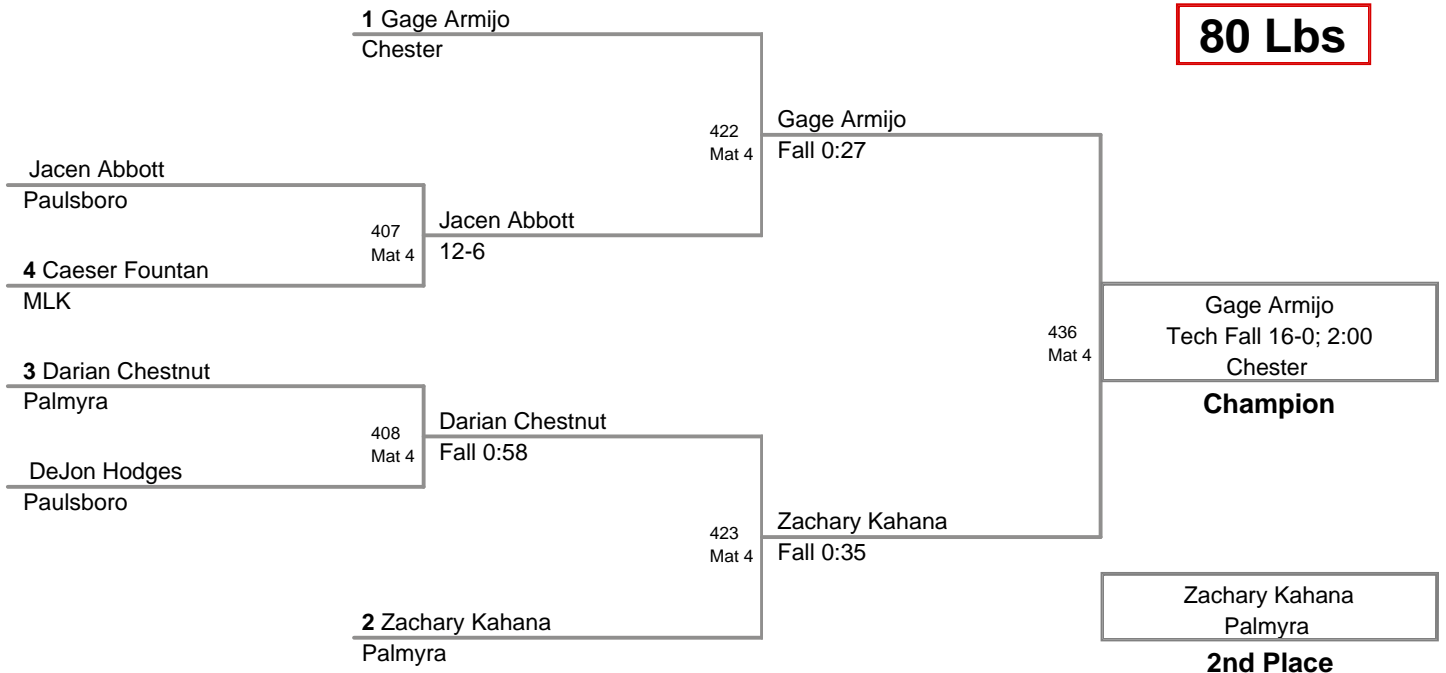 1 Gage Armijo
Chester
80 Lbs
422
Mat 4
Gage Armijo
Fall 0:27
Jacen Abbott
Paulsboro
407
Mat 4
Jacen Abbott
12-6
4 Caeser Fountan
MLK
436
Mat 4
Gage Armijo
Tech Fall 16-0; 2:00
Chester
Champion
3 Darian Chestnut
Palmyra
408
Mat 4
Darian Chestnut
Fall 0:58
DeJon Hodges
Paulsboro
423
Mat 4
Zachary Kahana
Fall 0:35
2 Zachary Kahana
Palmyra
Zachary Kahana
Palmyra
2nd Place